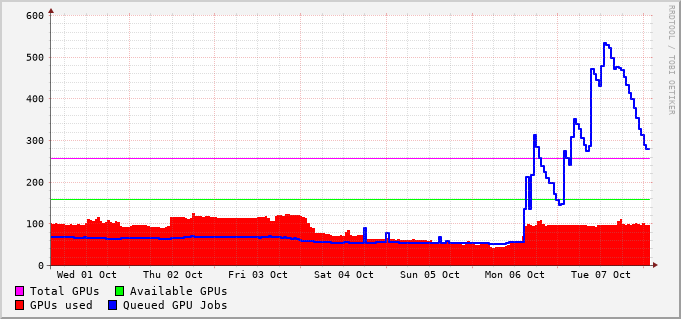 600
500
400
300
200
100
0
Wed 01 Oct Thu 02 Oct Fri 03 Oct Sat 04 Oct Sun 05 Oct Mon 06 Oct Tue 07 Oct
Total GPUs Available GPUs
GPUs used Queued GPU Jobs
RRDTOOL / TOBI OETIKER